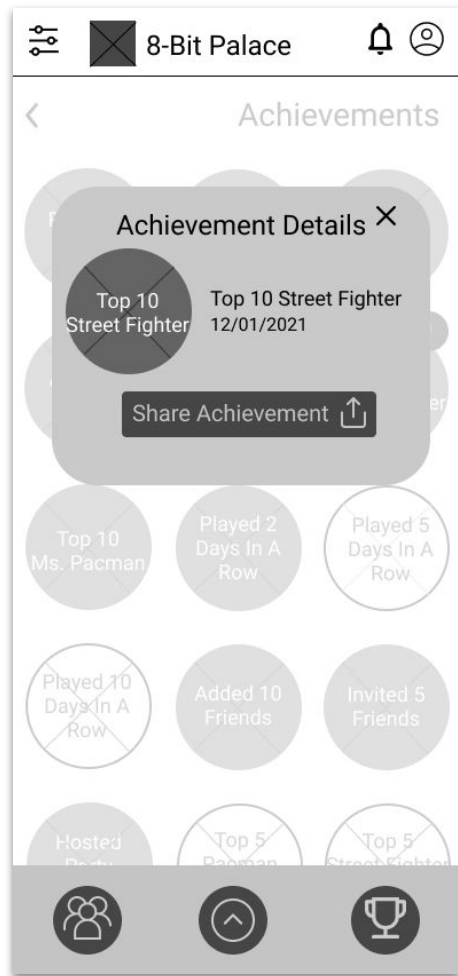 8-Bit Palace
Achievements
Achievement Details
Top 10
Street Fighter
Top 10 Street Fighter
12/01/2021
Share Achievement
Top 10
Ms. Pacman
Played 2
Days In A
Row
Played 5
Days In A
Row
Played 10
Days In A
Row
Added 10
Friends
Invited 5
Friends
Hosted
Party
Top 5
Pacman
Top 5
Street Fighter